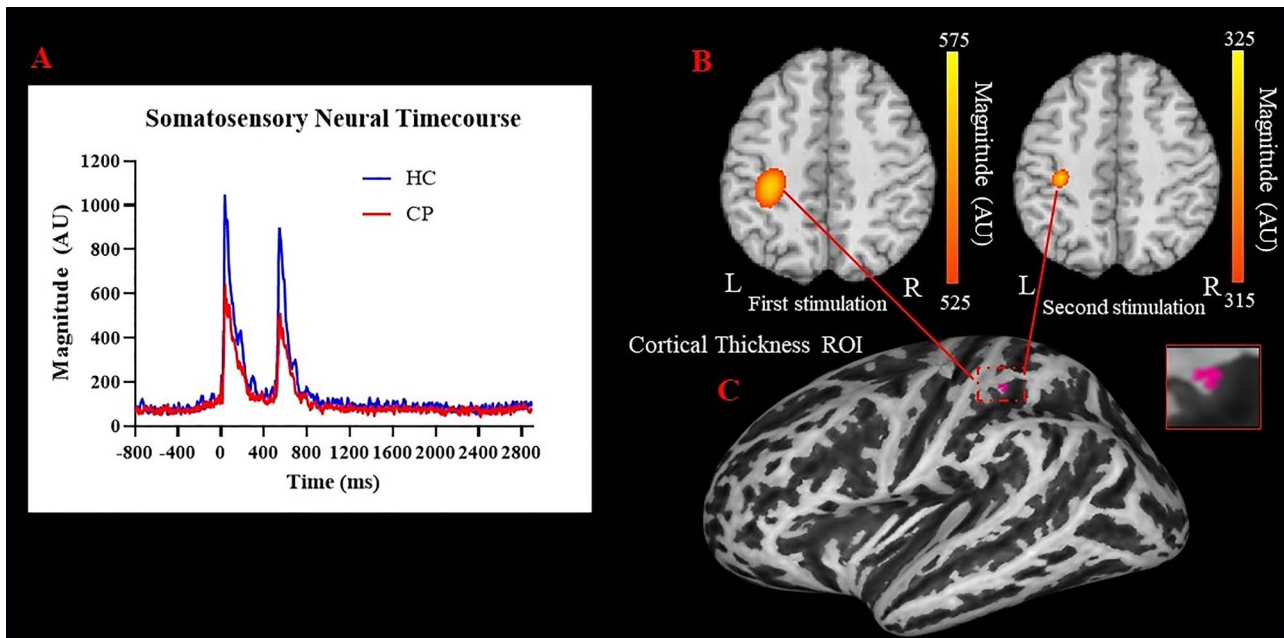 A
Somatosensory Neural Timecourse
1200
1000
800
600
400
200
0
Magnitude (AU)
HC
CP
-800 -400 0 400 800 1200 1600 2000 2400 2800
Time (ms)
B
575
Magnitude (AU)
525
L
R
First stimulation
325
Magnitude (AU)
315
L
R
Second stimulation
Cortical Thickness ROI
C